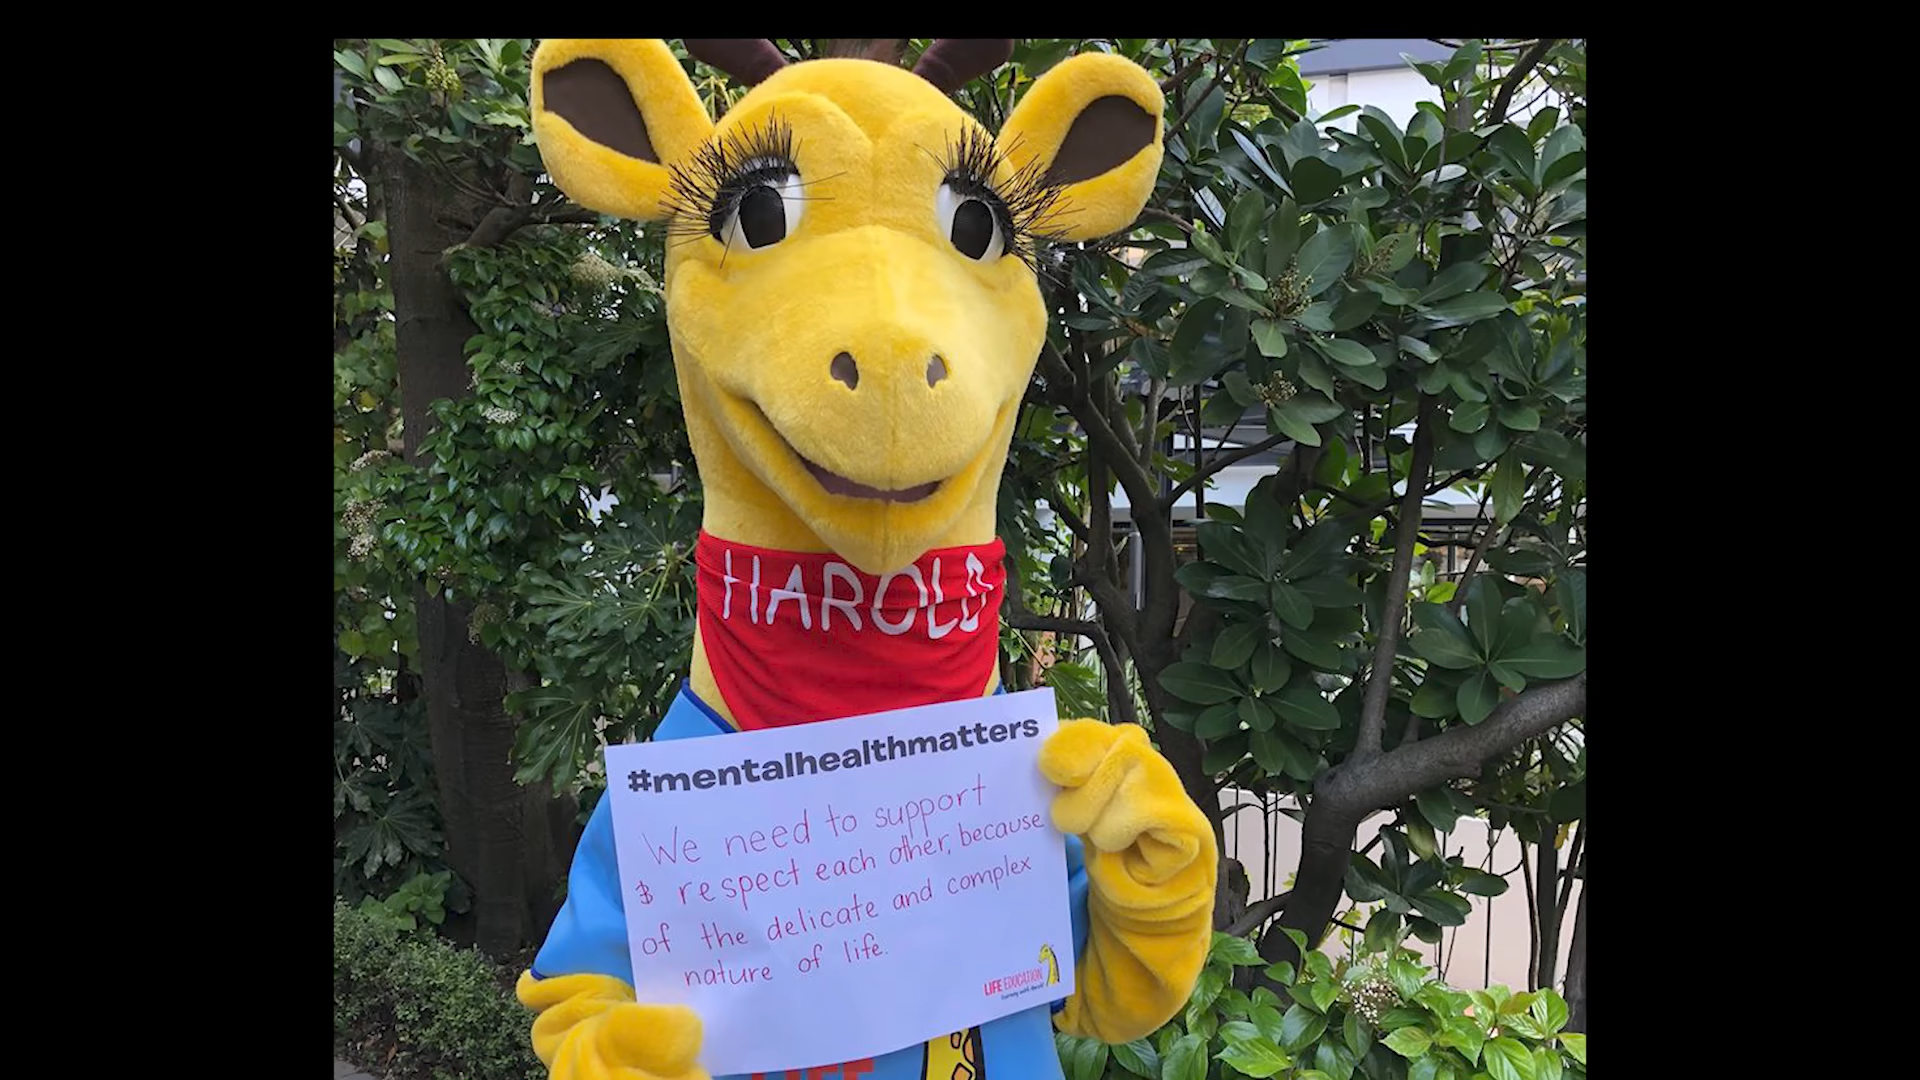 HAROLD
#mentalhealthmatters
We need to support
& respect each other, because
of the delicate and complex
nature of life.
LIFE EDUCATION
LIFE